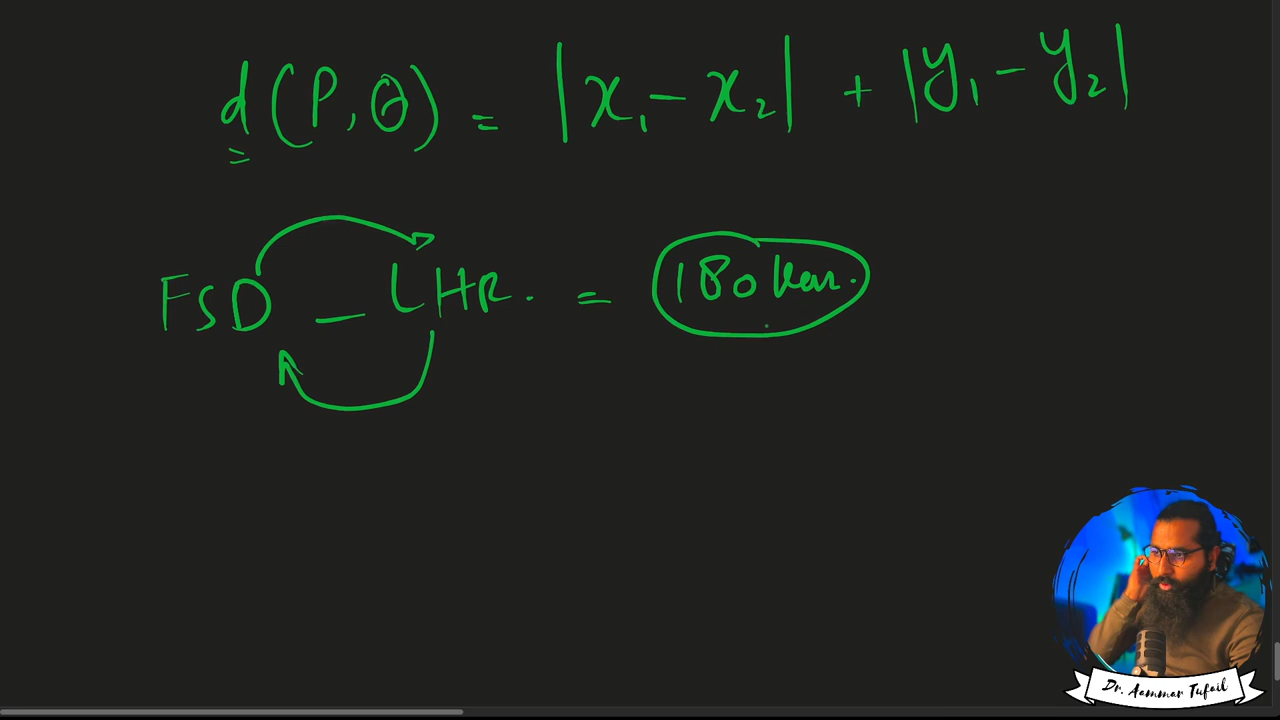 d(P,Q) = |x₁ - x₂| + |y₁ - y₂|
FSD - LHR. = 180 km.
Dr. Aammar Tufail